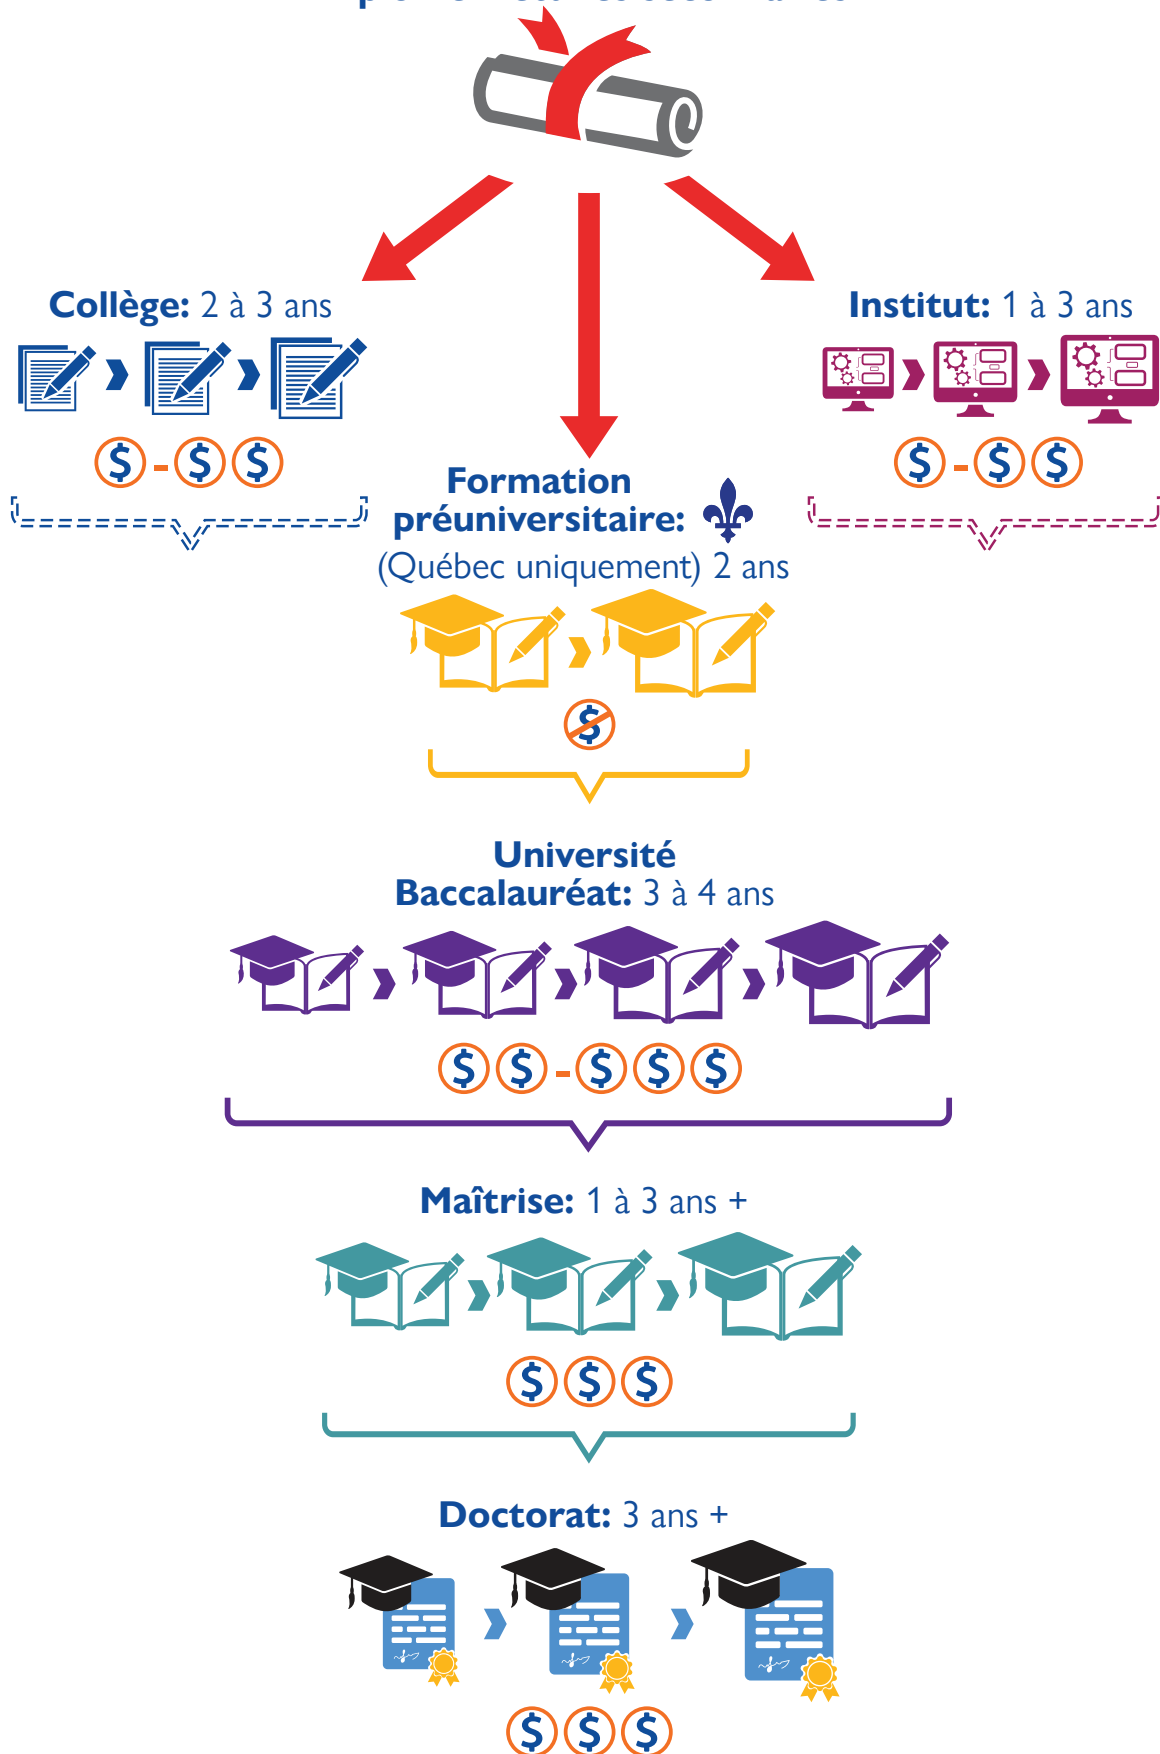 Collège: 2 à 3 ans
Institut: 1 à 3 ans
$ - $ $
$ - $ $
Formation
préuniversitaire:
(Québec uniquement) 2 ans
$
Université
Baccalauréat: 3 à 4 ans
$ $ - $ $ $
Maîtrise: 1 à 3 ans +
$ $ $
Doctorat: 3 ans +
$ $ $